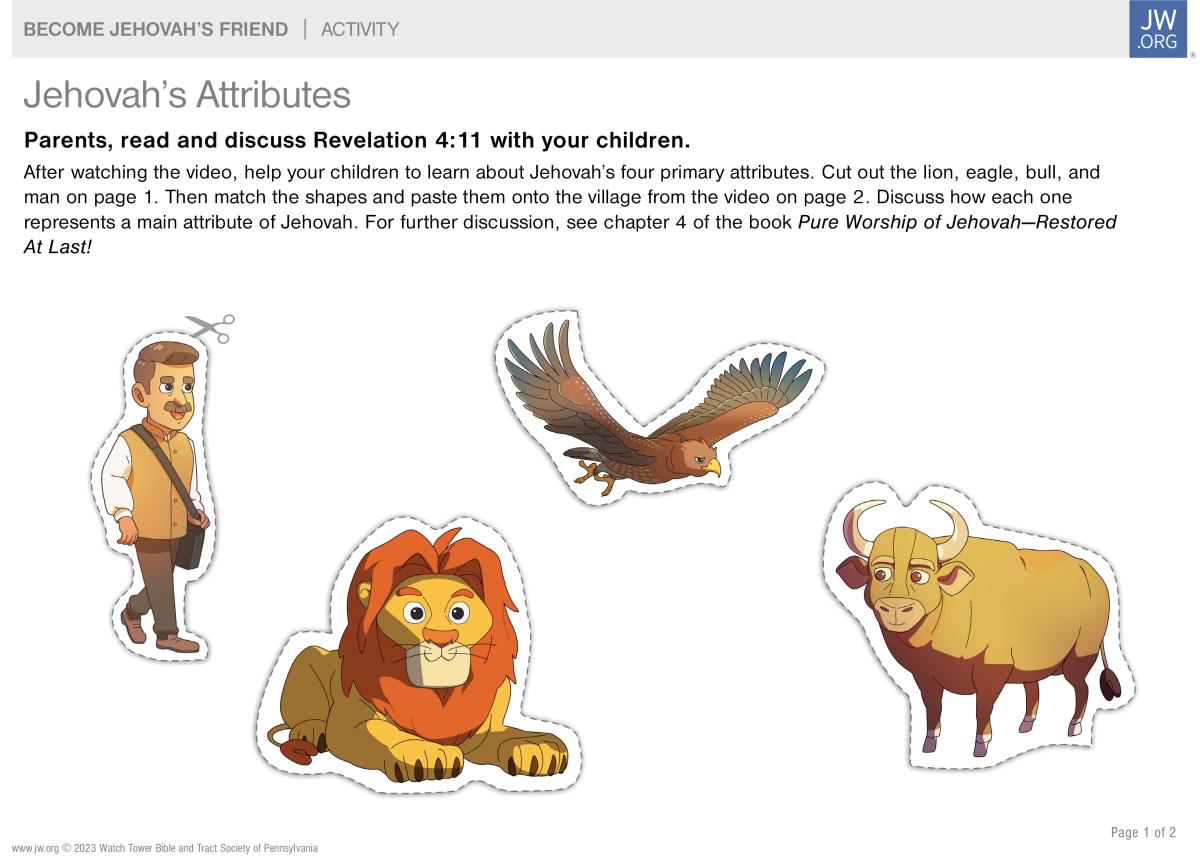 BECOME JEHOVAH’S FRIEND | ACTIVITY
JW
.ORG
®
Jehovah’s Attributes
Parents, read and discuss Revelation 4:11 with your children.
After watching the video, help your children to learn about Jehovah’s four primary attributes. Cut out the lion, eagle, bull, and
man on page 1. Then match the shapes and paste them onto the village from the video on page 2. Discuss how each one
represents a main attribute of Jehovah. For further discussion, see chapter 4 of the book Pure Worship of Jehovah—Restored
At Last!
Page 1 of 2
www.jw.org © 2023 Watch Tower Bible and Tract Society of Pennsylvania